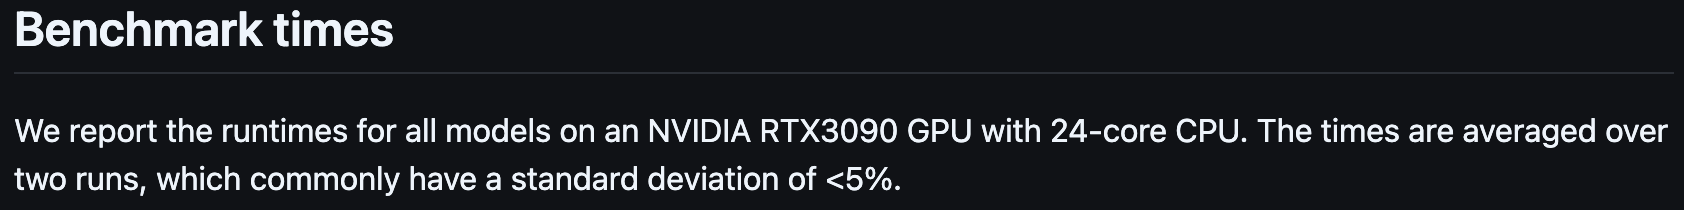 Benchmark times
We report the runtimes for all models on an NVIDIA RTX3090 GPU with 24-core CPU. The times are averaged over
two runs, which commonly have a standard deviation of <5%.